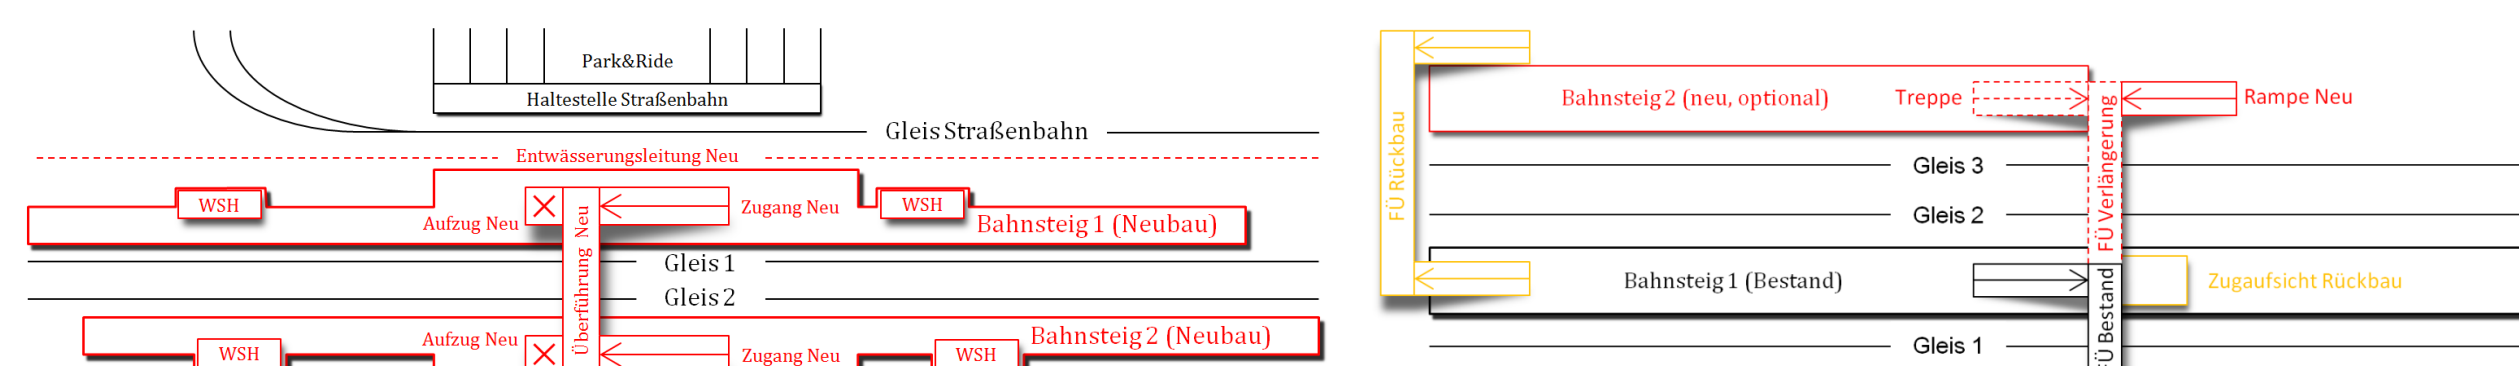 Park&Ride
Haltestelle Straßenbahn
Gleis Straßenbahn
Entwässerungsleitung Neu
WSH
Aufzug Neu
Überführung Neu
Zugang Neu
WSH
Bahnsteig 1 (Neubau)
Gleis 1
Gleis 2
Bahnsteig 2 (Neubau)
Aufzug Neu
WSH
Zugang Neu
WSH
FÜ Rückbau
Bahnsteig 2 (neu, optional)
Treppe
FÜ Verlängerung
Rampe Neu
Gleis 3
Gleis 2
Bahnsteig 1 (Bestand)
FÜ Bestand
Zugaufsicht Rückbau
Gleis 1